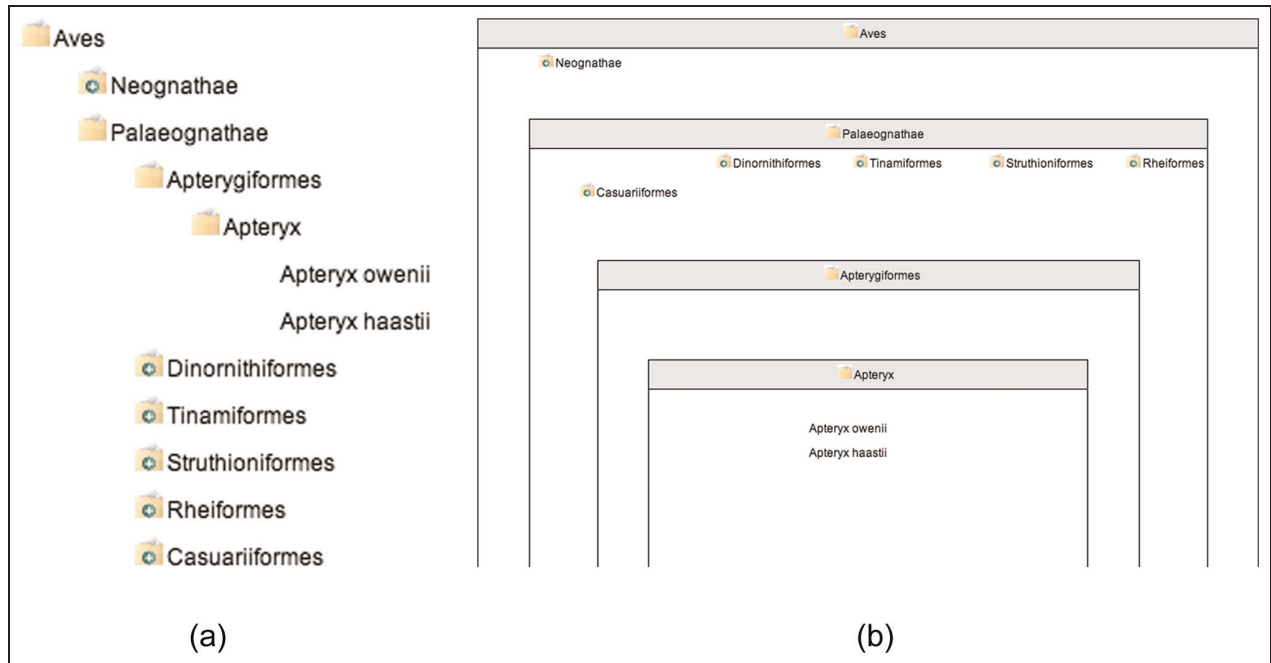 Aves
Neognathae
Palaeognathae
Apterygiformes
Apteryx
Apteryx owenii
Apteryx haastii
Dinornithiformes
Tinamiformes
Struthioniformes
Rheiformes
Casuariiformes
(a)
Aves
Neognathae
Palaeognathae
Dinornithiformes Tinamiformes Struthioniformes Rheiformes
Casuariiformes
Apterygiformes
Apteryx
Apteryx owenii
Apteryx haastii
(b)